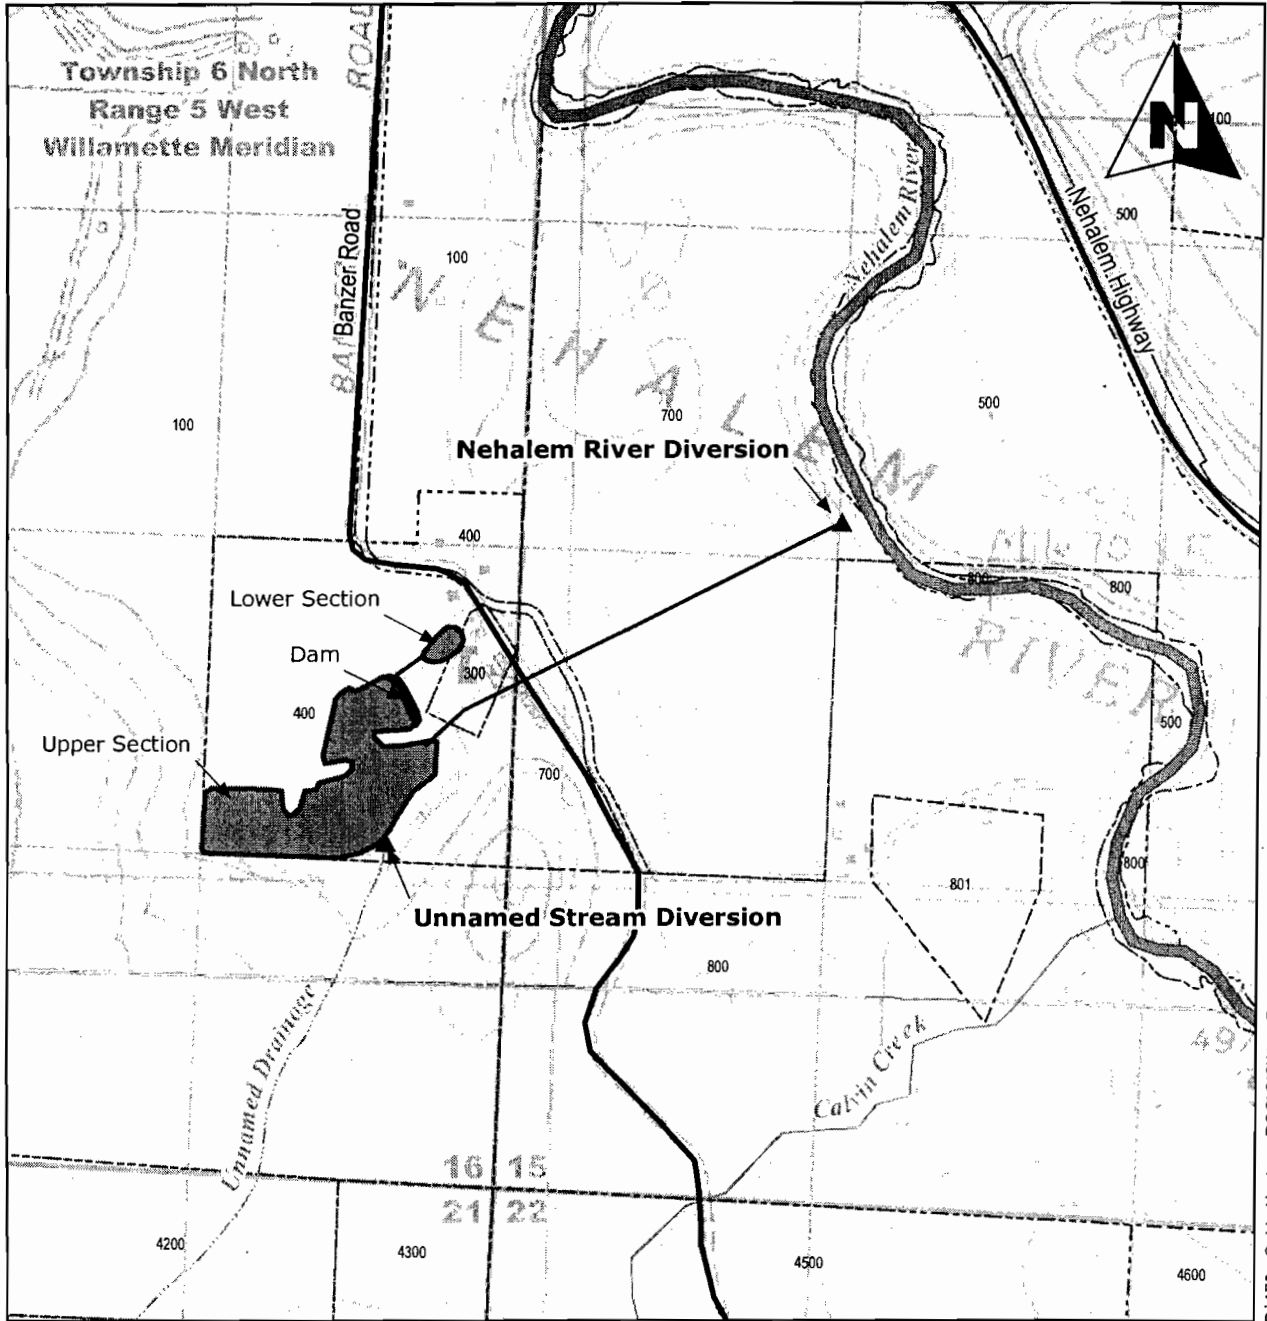 ROAD
Township 6 North
Range 5 West
Willamette Meridian
N
100
500
Nehalem River
Nehalem Highway
Banzer Road
100
N E H A L E M
100
700
500
Nehalem River Diversion
400
800
800
Lower Section
RIVER
Dam
300
400
500
Upper Section
700
800
801
Unnamed Stream Diversion
800
Unnamed Drainage
Calvin Creek
49
16 15
21 22
4200
4300
4500
4600